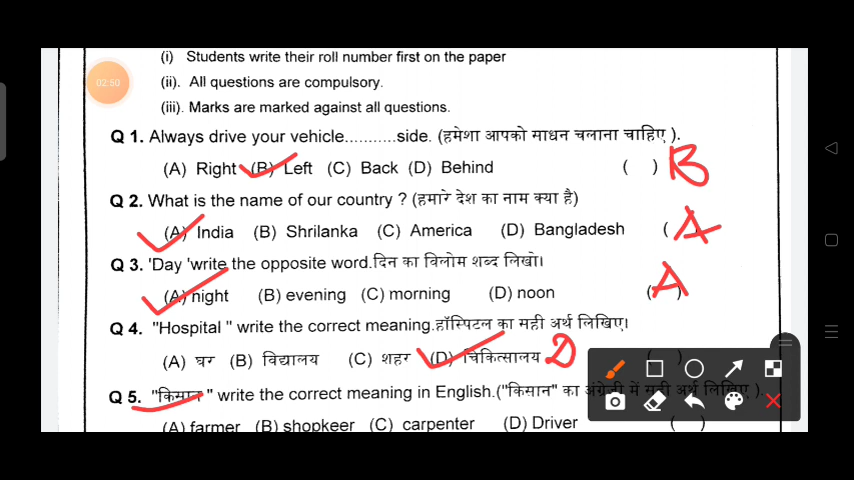 (i) Students write their roll number first on the paper
02:50
(ii). All questions are compulsory.
(iii). Marks are marked against all questions.
Q 1. Always drive your vehicle...........side. (हमेशा आपको साधन चलाना चाहिए ).
(A) Right (B) Left (C) Back (D) Behind ( ) B
Q 2. What is the name of our country ? (हमारे देश का नाम क्या है)
(A) India (B) Shrilanka (C) America (D) Bangladesh ( ) A
Q 3. 'Day 'write the opposite word.दिन का विलोम शब्द लिखो।
(A) night (B) evening (C) morning (D) noon ( ) A
Q 4. "Hospital " write the correct meaning.हॉस्पिटल का सही अर्थ लिखिए।
(A) घर (B) विद्यालय (C) शहर (D) चिकित्सालय D ( )
Q 5. "किसान " write the correct meaning in English.("किसान" का अंग्रेजी में सही अर्थ लिखिए ).
(A) farmer (B) shopkeer (C) carpenter (D) Driver ( )